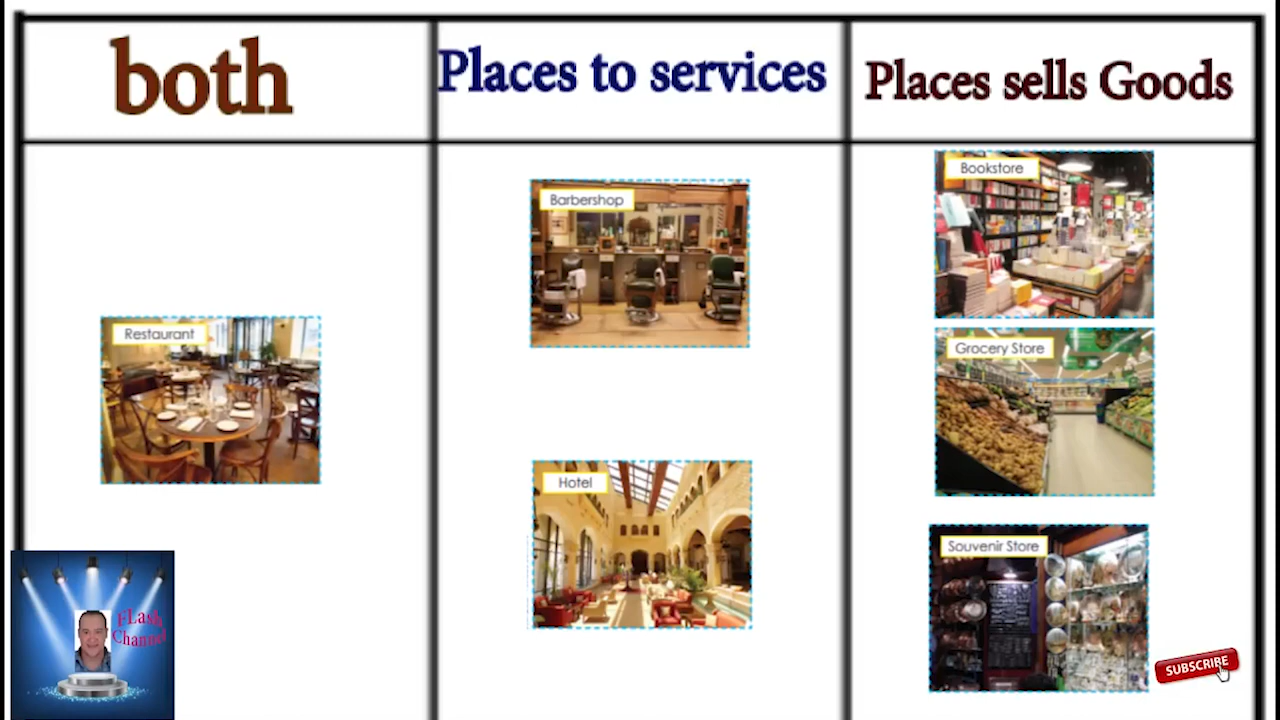 both
Places to services
Places sells Goods
Restaurant
Barbershop
Hotel
Bookstore
Grocery Store
Souvenir Store
FLash
Channel
SUBSCRIBE